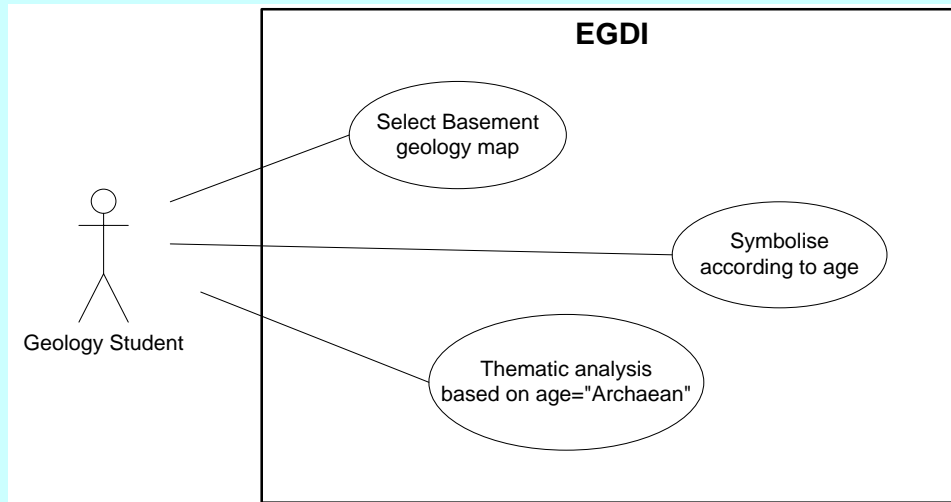 EGDI
Select Basement
geology map
Symbolise
according to age
Geology Student
Thematic analysis
based on age="Archaean"